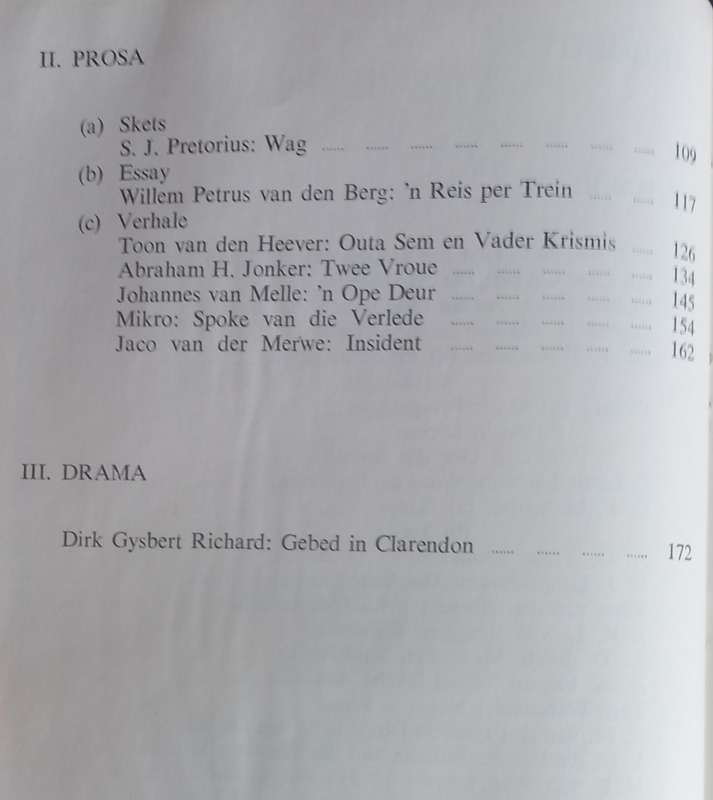 II. PROSA
(a) Skets
S. J. Pretorius: Wag ...... ...... ...... ...... ...... ...... ...... ...... 109
(b) Essay
Willem Petrus van den Berg: ’n Reis per Trein ...... ...... 117
(c) Verhale
Toon van den Heever: Outa Sem en Vader Krismis ...... 126
Abraham H. Jonker: Twee Vroue ...... ...... ...... ...... ...... 134
Johannes van Melle: ’n Ope Deur ...... ...... ...... ...... ...... 145
Mikro: Spoke van die Verlede ...... ...... ...... ...... ...... 154
Jaco van der Merwe: Insident ...... ...... ...... ...... ...... 162
III. DRAMA
Dirk Gysbert Richard: Gebed in Clarendon ...... ...... ...... ...... 172